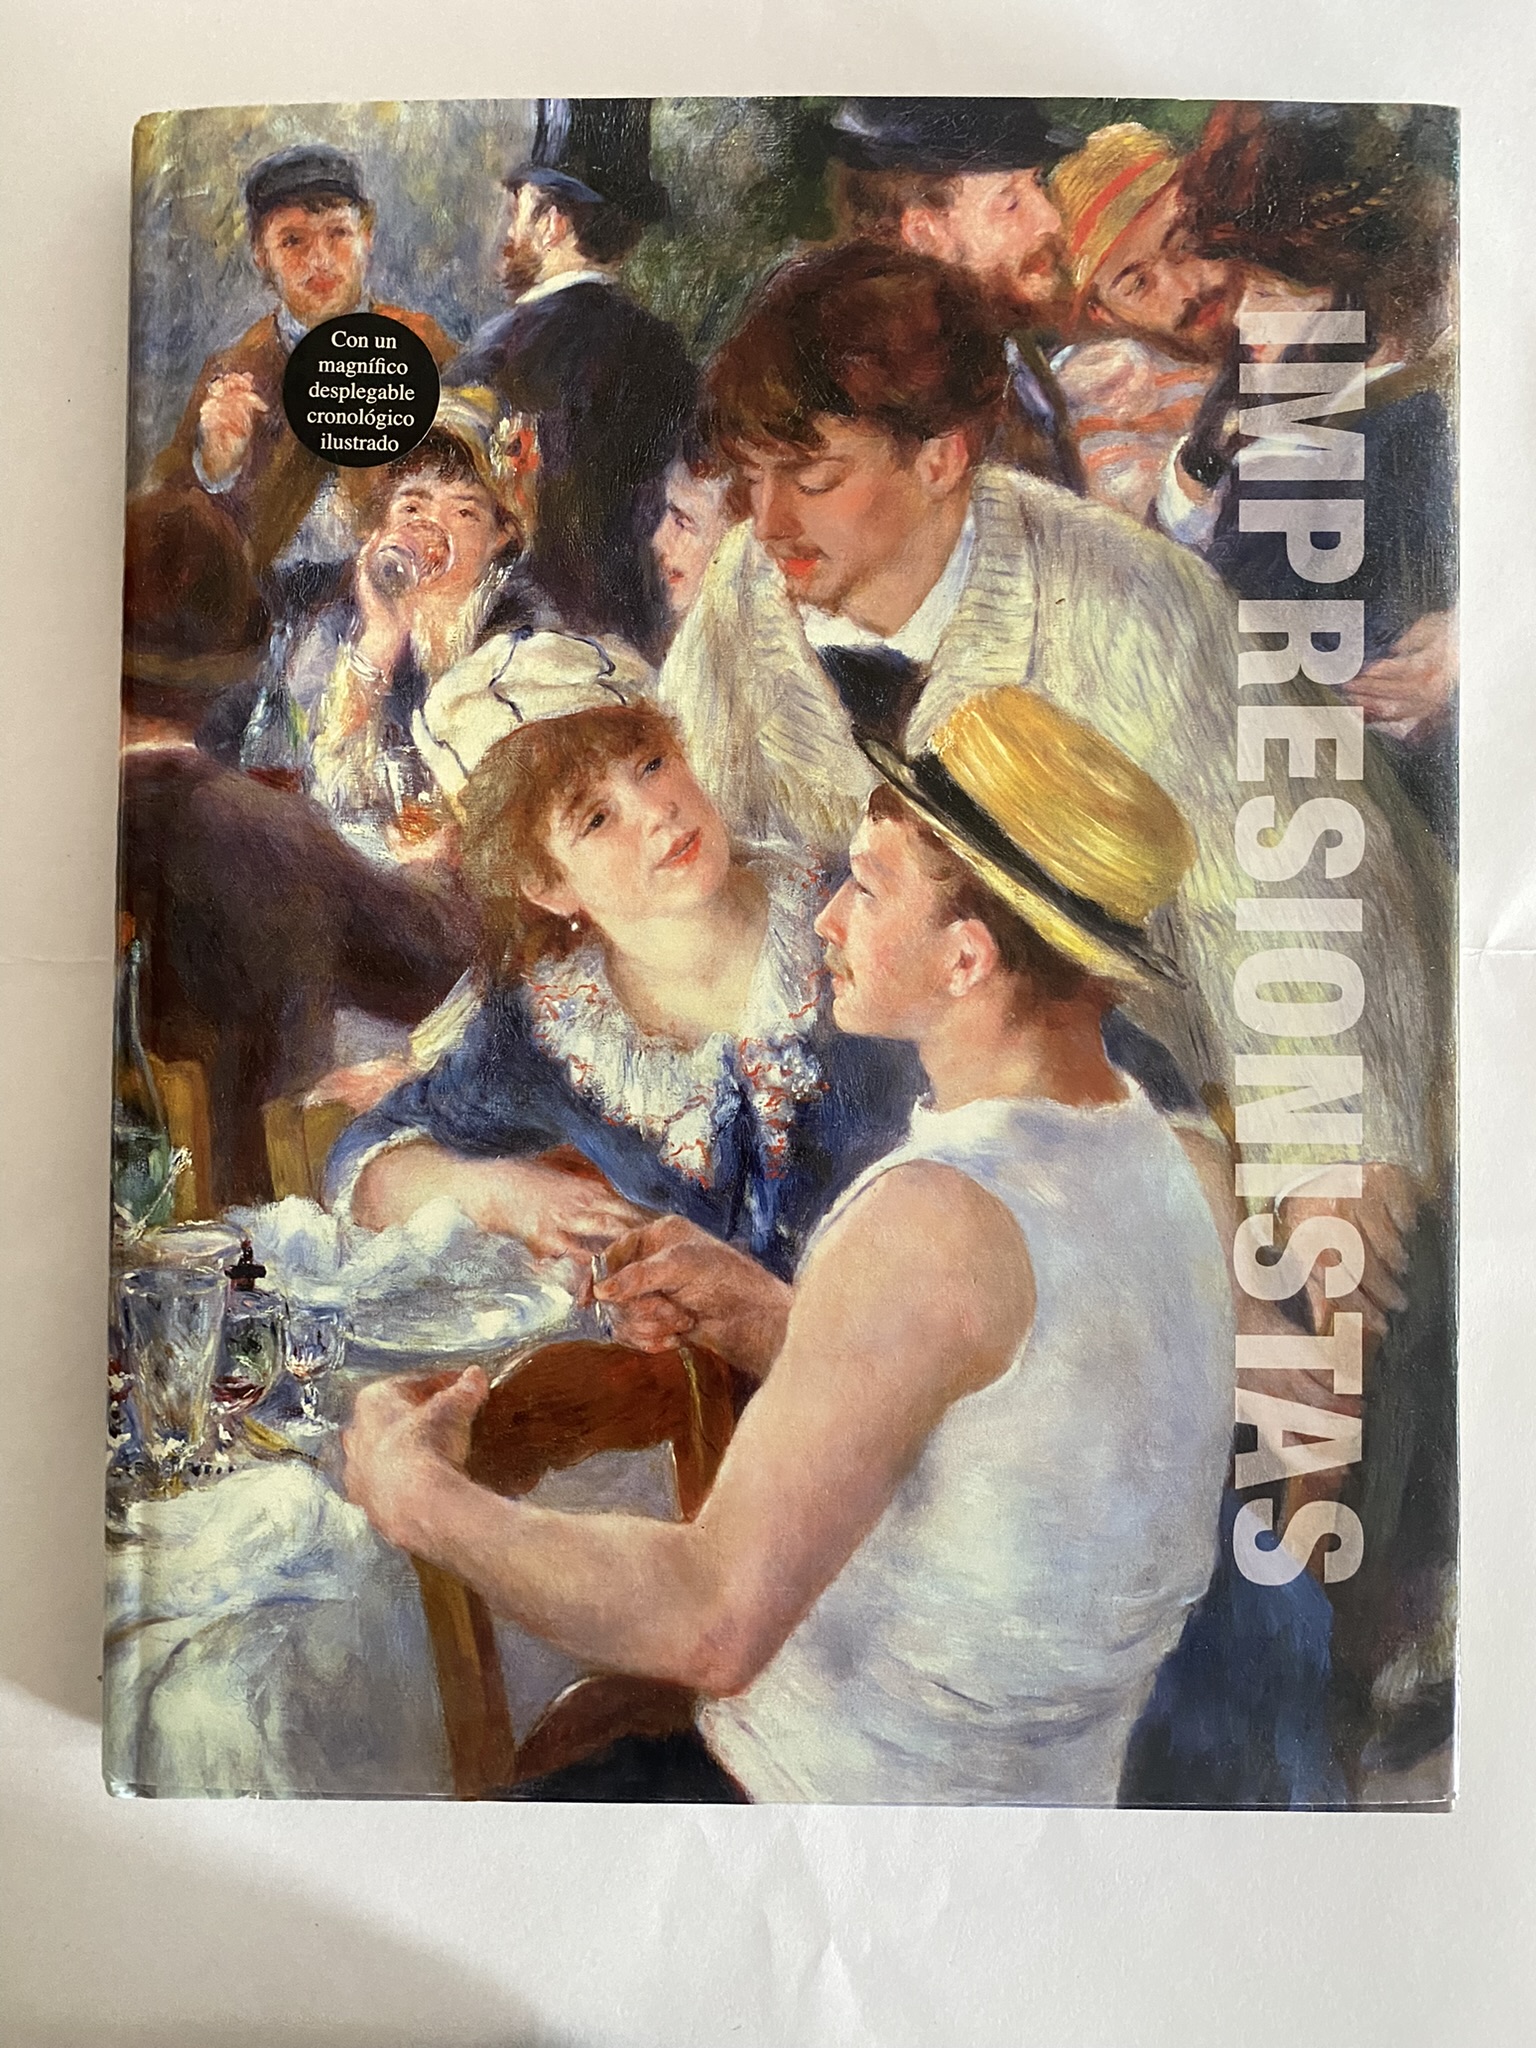 Con un
magnífico
desplegable
cronológico
ilustrado
IMPRESIONISTAS